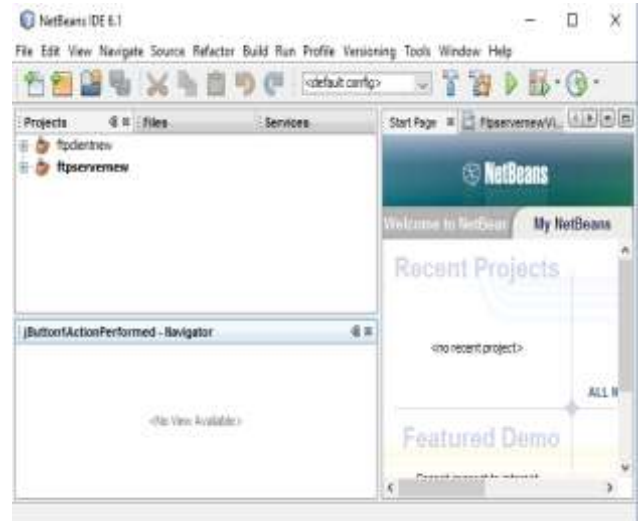 NetBeans IDE 6.1
File Edit View Navigate Source Refactor Build Run Profile Versioning Tools Window Help
<default config>
Projects Files Services
ftpclientnew
ftpservernew
jButton1ActionPerformed - Navigator
<No View Available>
Start Page ftpservernewVi...
NetBeans
Welcome to NetBean My NetBeans
Recent Projects
<no recent project>
ALL N
Featured Demo